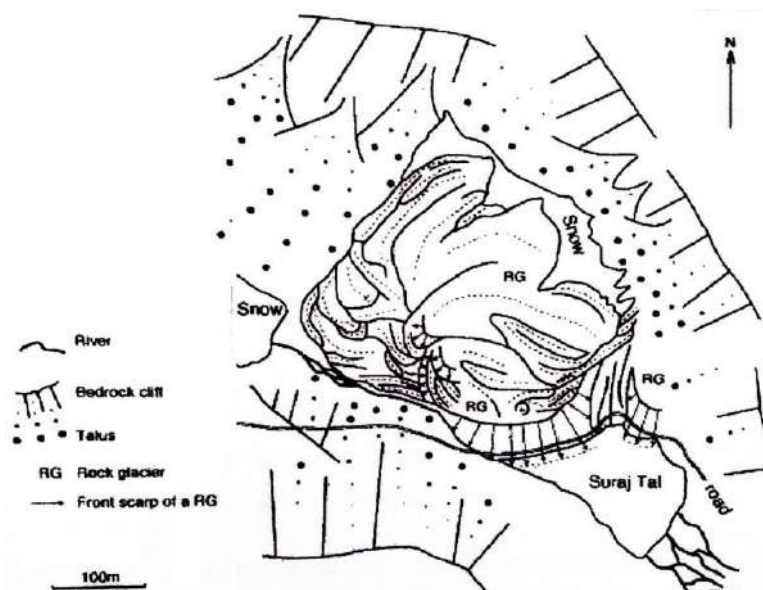 N
Snow
RG
Snow
RG
RG
Suraj Tal
road
River
Bedrock cliff
Talus
RG Rock glacier
Front scarp of a RG
100m